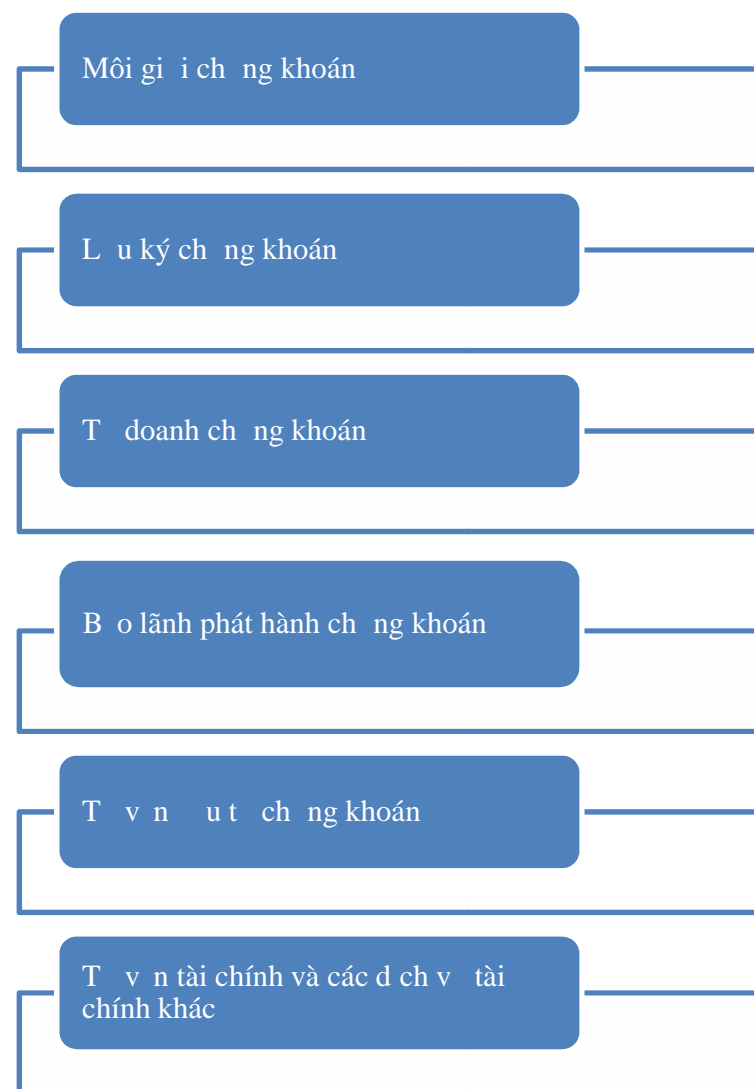 Môi gi i ch ng khoán
L u ký ch ng khoán
T doanh ch ng khoán
B o lãnh phát hành ch ng khoán
T v n u t ch ng khoán
T v n tài chính và các d ch v tài
chính khác